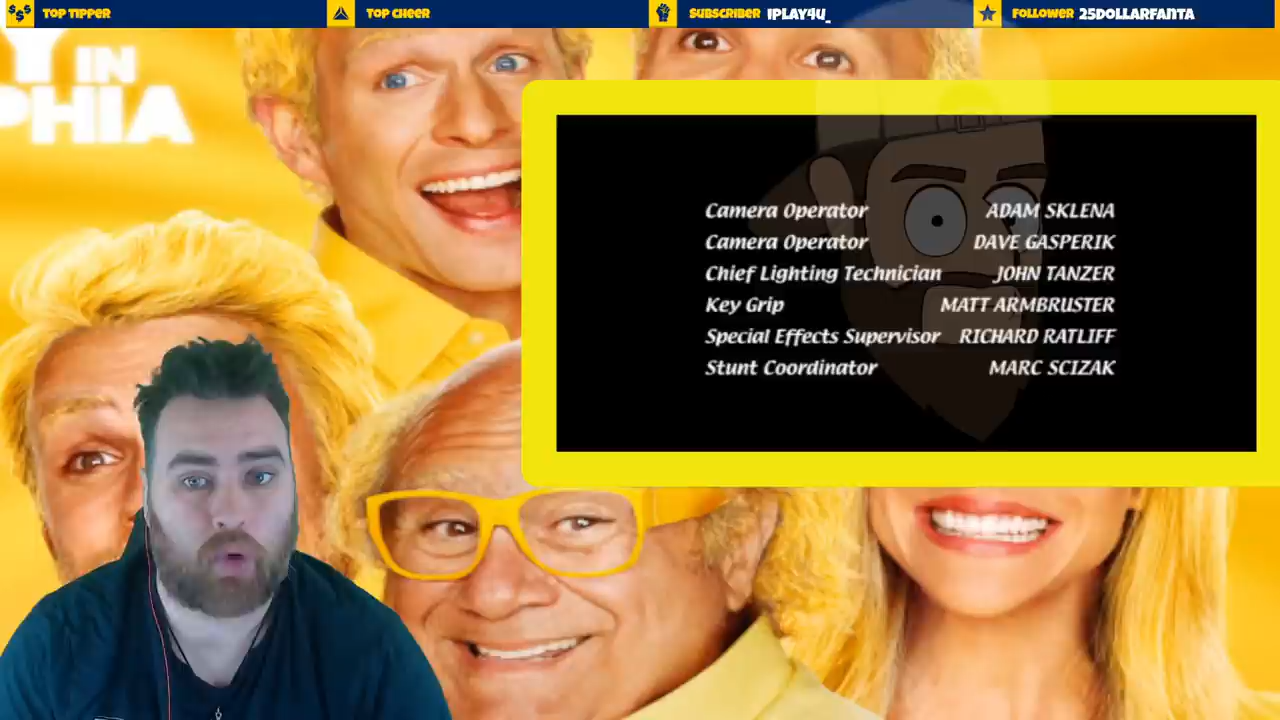 TOP TIPPER
TOP CHEER
SUBSCRIBER IPLAY4U_
FOLLOWER 25DOLLARFANTA
Y IN
PHIA
Camera Operator ADAM SKLENA
Camera Operator DAVE GASPERIK
Chief Lighting Technician JOHN TANZER
Key Grip MATT ARMBRUSTER
Special Effects Supervisor RICHARD RATLIFF
Stunt Coordinator MARC SCIZAK